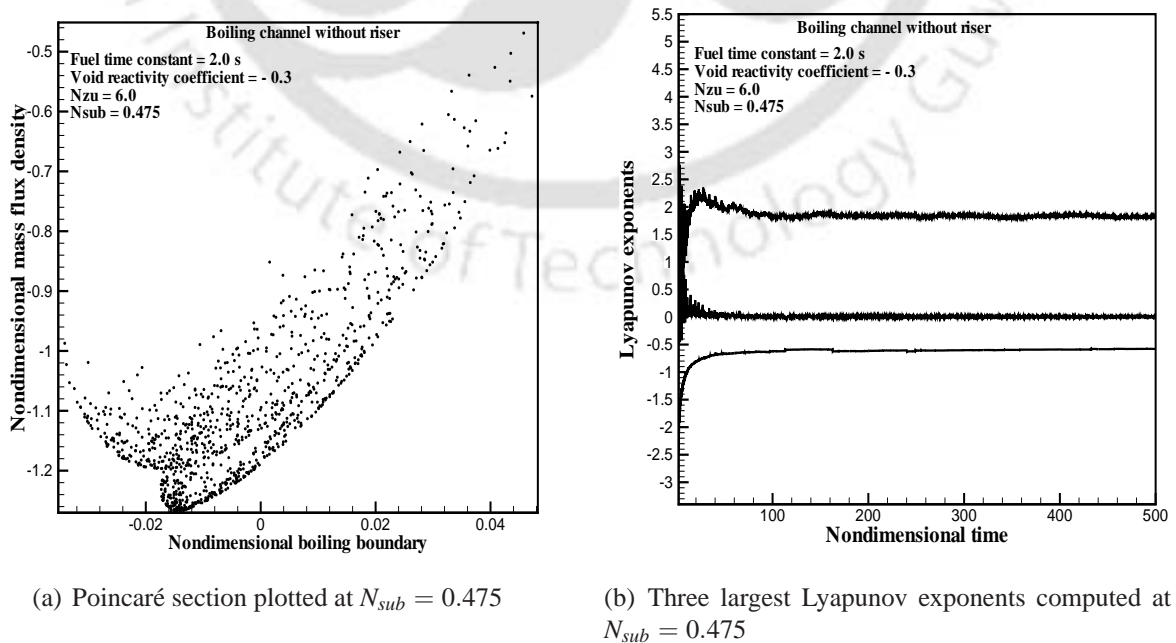 Institute of Technology Guw
Boiling channel without riser
Fuel time constant = 2.0 s
Void reactivity coefficient = - 0.3
Nzu = 6.0
Nsub = 0.475
Nondimensional mass flux density
-0.5
-0.6
-0.7
-0.8
-0.9
-1
-1.1
-1.2
-0.02 0 0.02 0.04
Nondimensional boiling boundary
(a) Poincaré section plotted at N_sub = 0.475
Boiling channel without riser
Fuel time constant = 2.0 s
Void reactivity coefficient = - 0.3
Nzu = 6.0
Nsub = 0.475
Lyapunov exponents
5.5
5
4.5
4
3.5
3
2.5
2
1.5
1
0.5
0
-0.5
-1
-1.5
-2
-2.5
-3
100 200 300 400 500
Nondimensional time
(b) Three largest Lyapunov exponents computed at
N_sub = 0.475